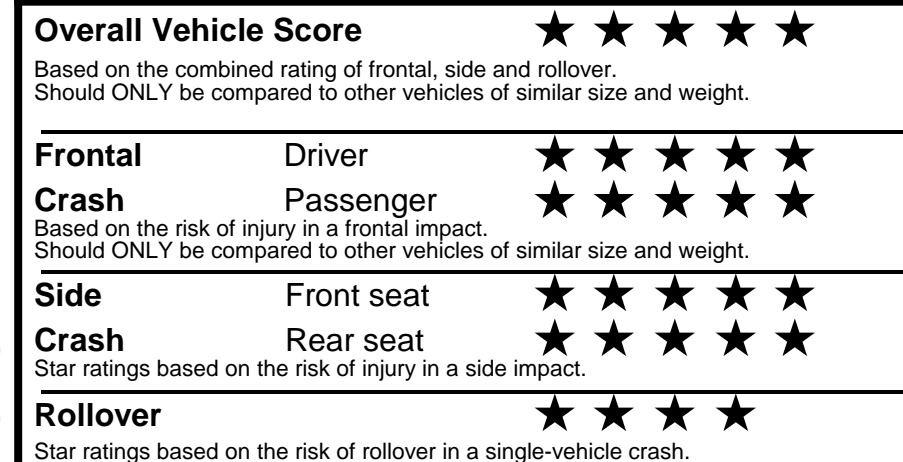 Overall Vehicle Score ★ ★ ★ ★ ★
Based on the combined rating of frontal, side and rollover.
Should ONLY be compared to other vehicles of similar size and weight.
Frontal Driver ★ ★ ★ ★ ★
Crash Passenger ★ ★ ★ ★ ★
Based on the risk of injury in a frontal impact.
Should ONLY be compared to other vehicles of similar size and weight.
Side Front seat ★ ★ ★ ★ ★
Crash Rear seat ★ ★ ★ ★ ★
Star ratings based on the risk of injury in a side impact.
Rollover ★ ★ ★ ★
Star ratings based on the risk of rollover in a single-vehicle crash.